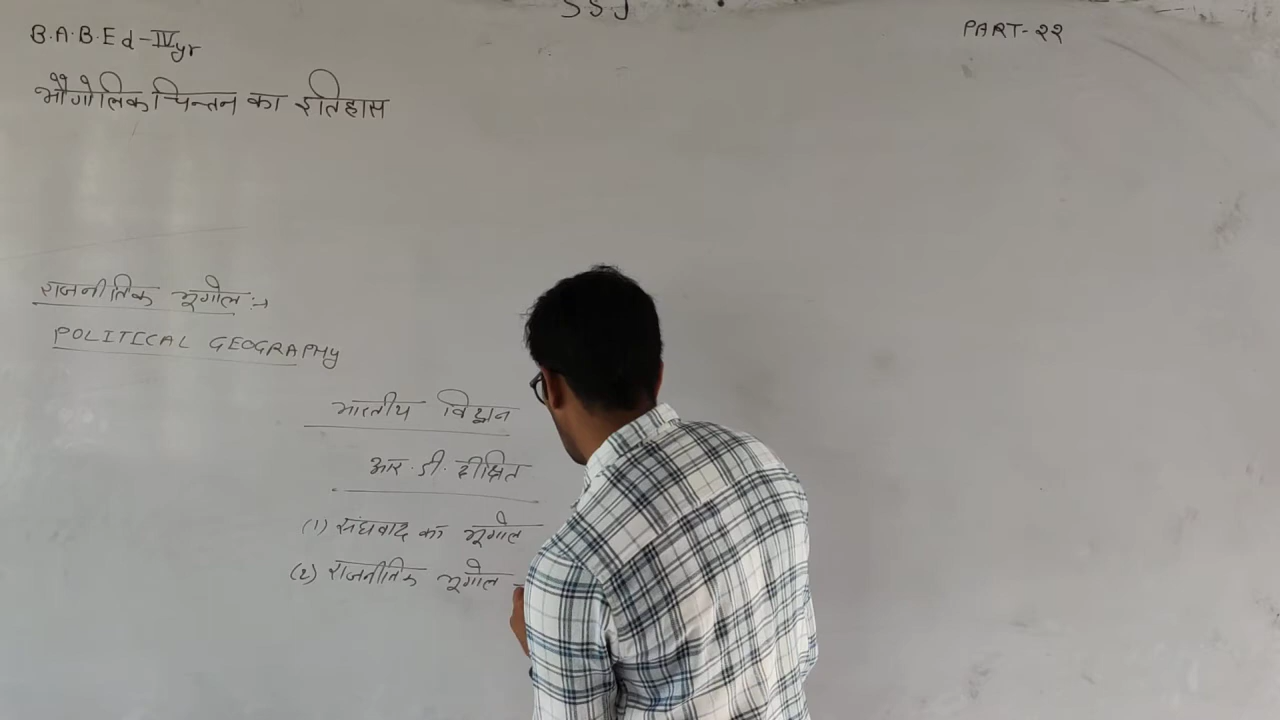 SSJ
B.A.B.Ed-IVyr
PART-22
भौगोलिक चिन्तन का इतिहास
राजनीतिक भूगोल :→
POLITICAL GEOGRAPHY
भारतीय विद्वान
आर. डी. दीक्षित
(1) संघवाद का भूगोल
(2) राजनीतिक भूगोल